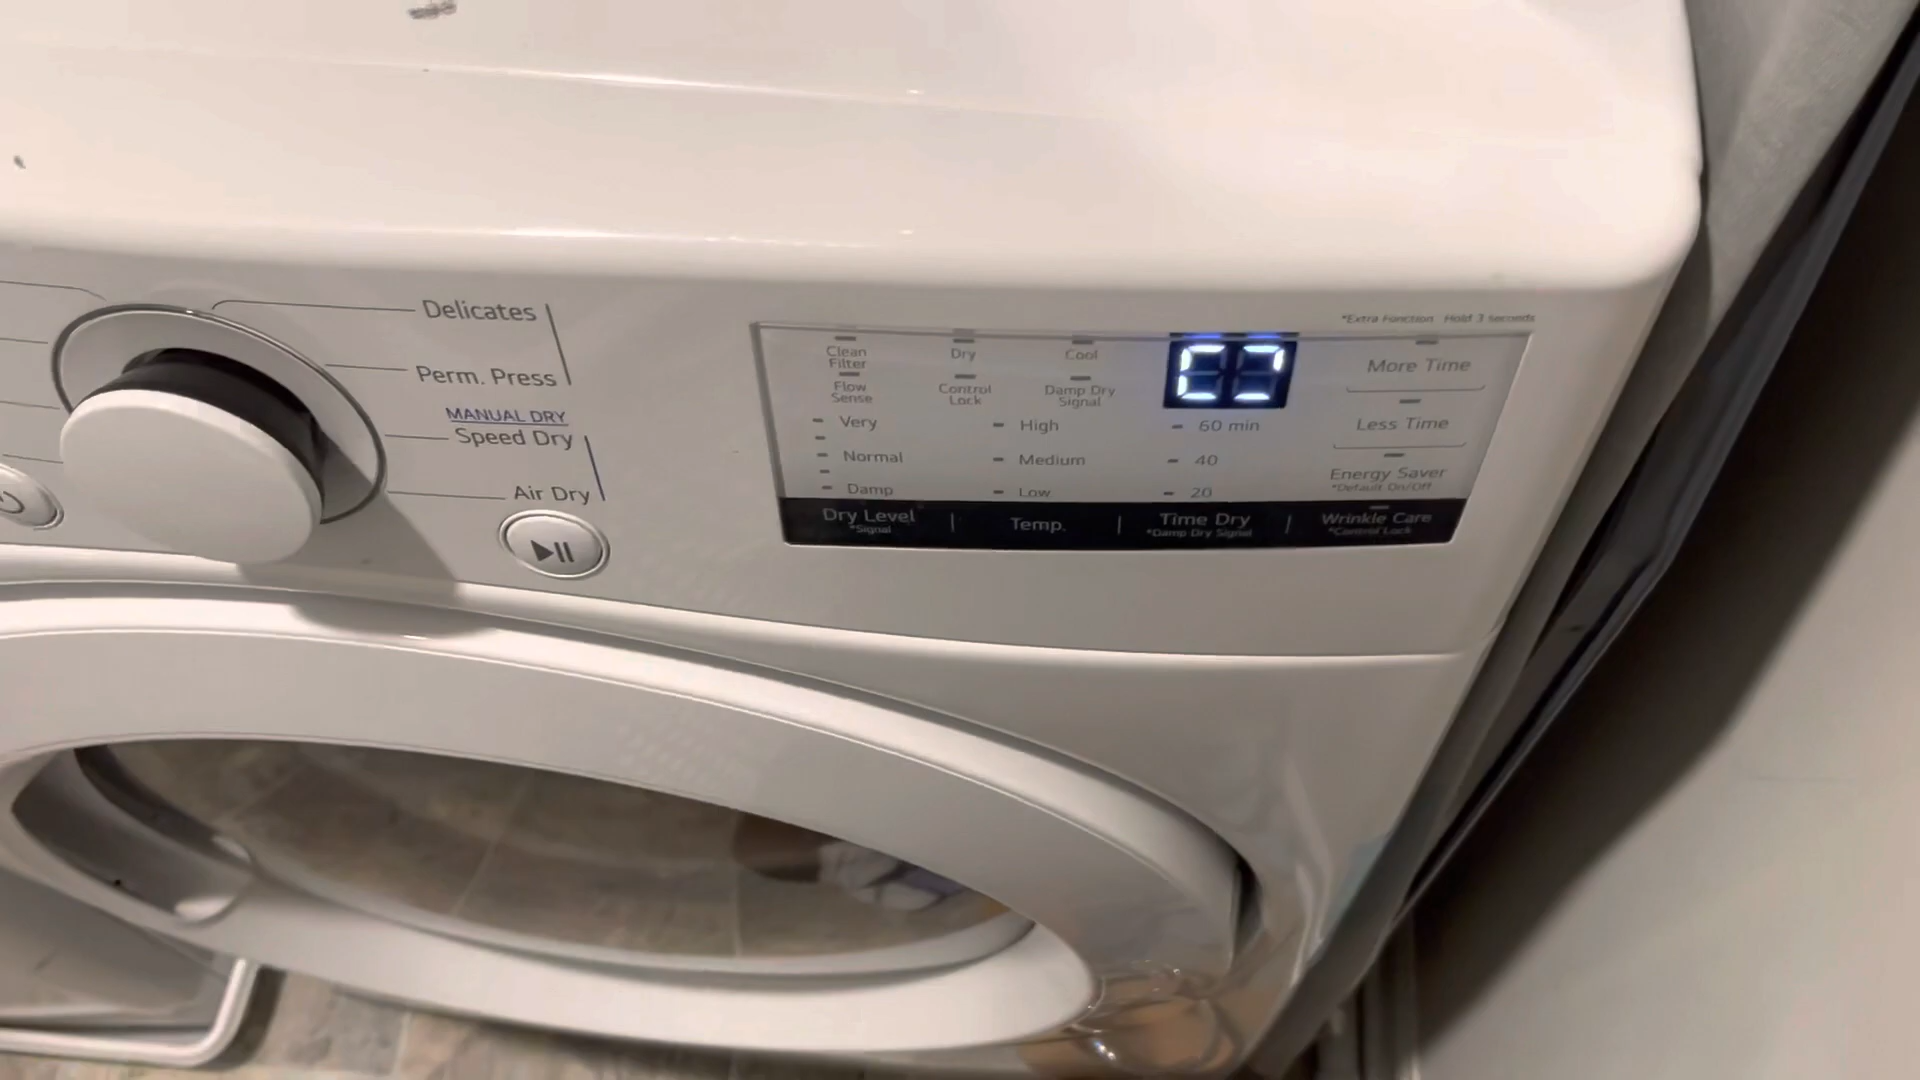 Delicates
Perm. Press
MANUAL DRY
Speed Dry
Air Dry
*Extra Function Hold 3 Seconds
Clean
Filter
Dry
Cool
More Time
Flow
Sense
Control
Lock
Damp Dry
Signal
Very
High
60 min
Less Time
Normal
Medium
40
Energy Saver
*Default On/Off
Damp
Low
20
Dry Level
*Signal
Temp.
Time Dry
*Damp Dry Signal
Wrinkle Care
*Control Lock